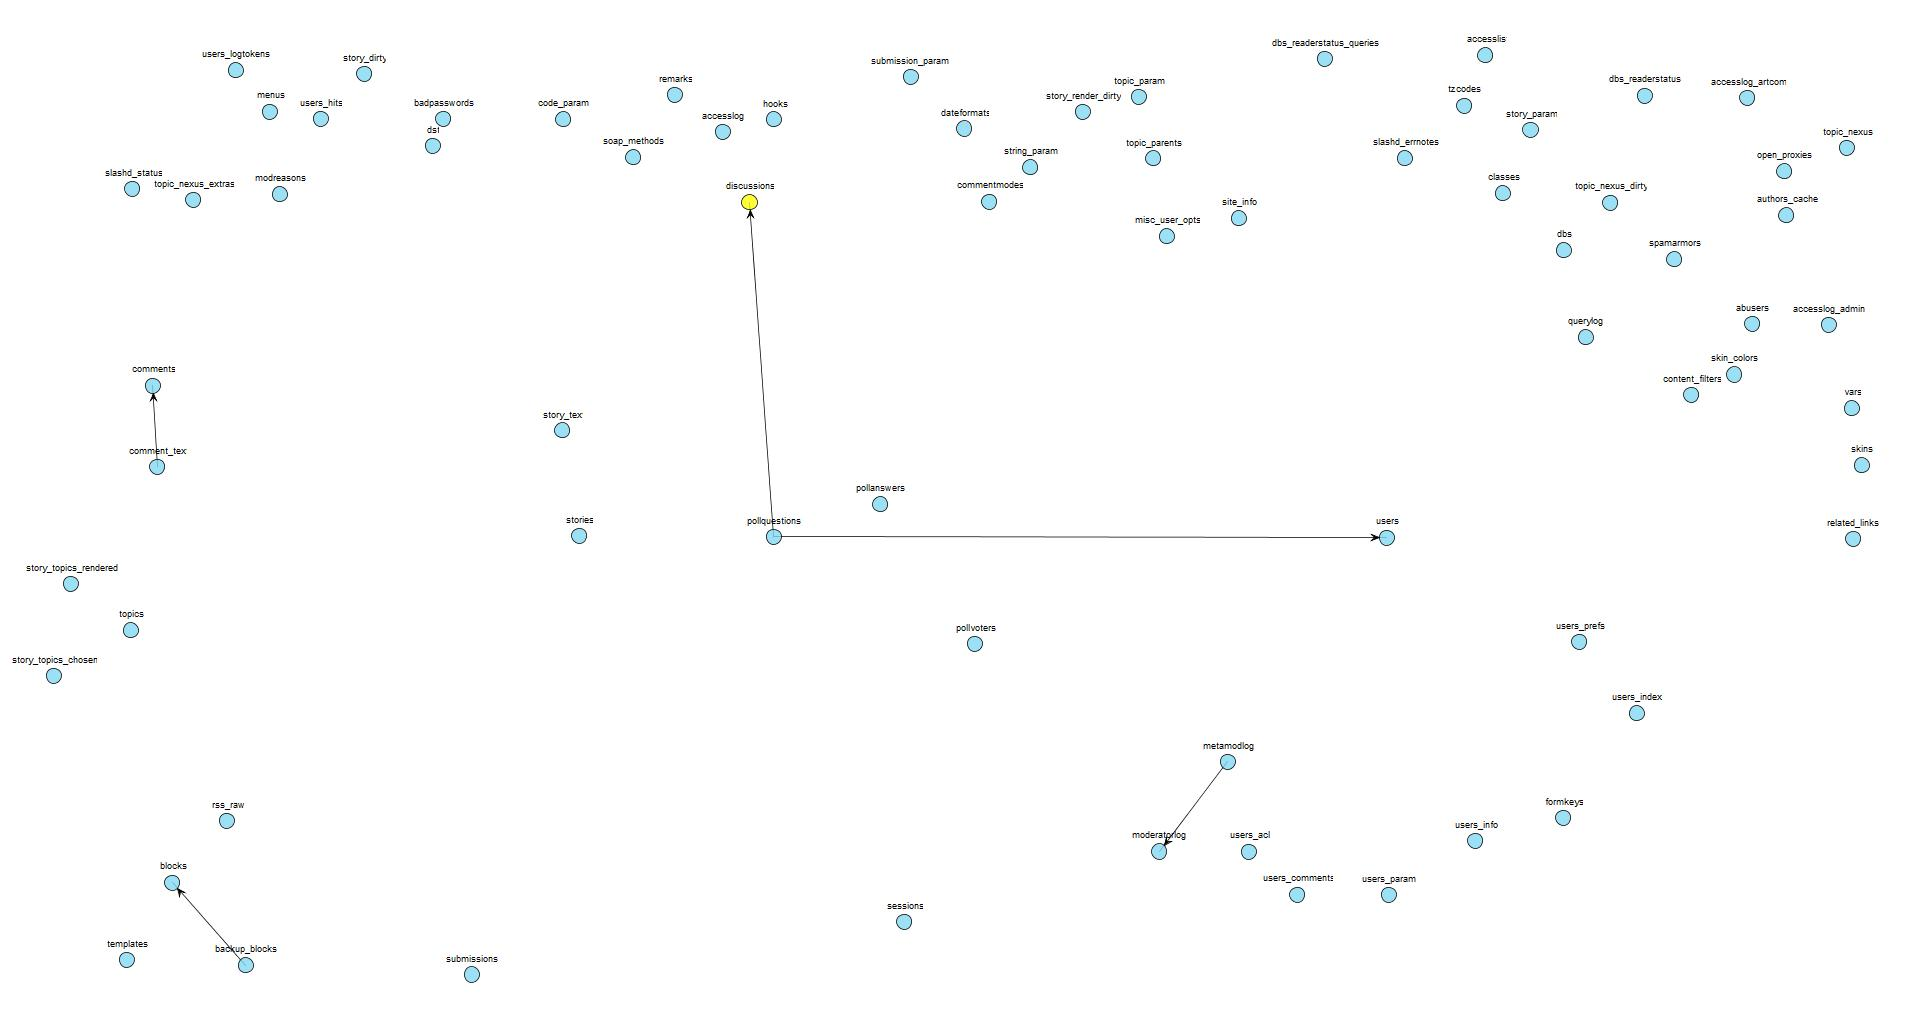 dbs_readerstatus_queries
accesslis
users_logtokens
story_dirty
submission_param
remarks
topic_param
dbs_readerstatus
accesslog_artcom
tzcodes
menus
story_render_dirty
users_hits
badpasswords
code_param
hooks
accesslog
dateformats
story_param
dst
topic_nexus
soap_methods
topic_parents
slashd_errnotes
string_param
open_proxies
slashd_status
modreasons
classes
topic_nexus_extras
discussions
commentmodes
topic_nexus_dirty
authors_cache
site_info
misc_user_opts
dbs
spamarmors
abusers
accesslog_admin
querylog
skin_colors
comments
content_filters
vars
story_tex
comment_tex
skins
pollanswers
stories
pollquestions
users
related_links
story_topics_rendered
topics
users_prefs
pollvoters
story_topics_chosen
users_index
metamodlog
formkeys
rss_raw
users_info
moderatorlog
users_acl
blocks
users_comments
users_param
sessions
templates
backup_blocks
submissions